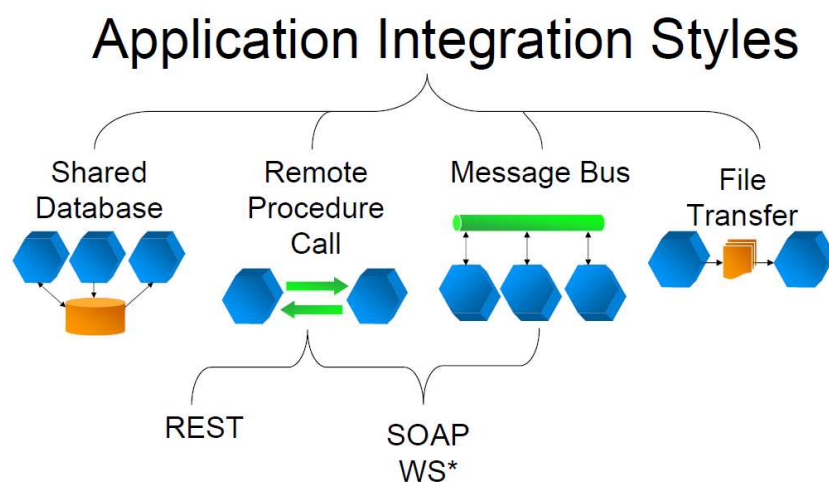 Application Integration Styles
Shared
Database
Remote
Procedure
Call
Message Bus
File
Transfer
REST
SOAP
WS*